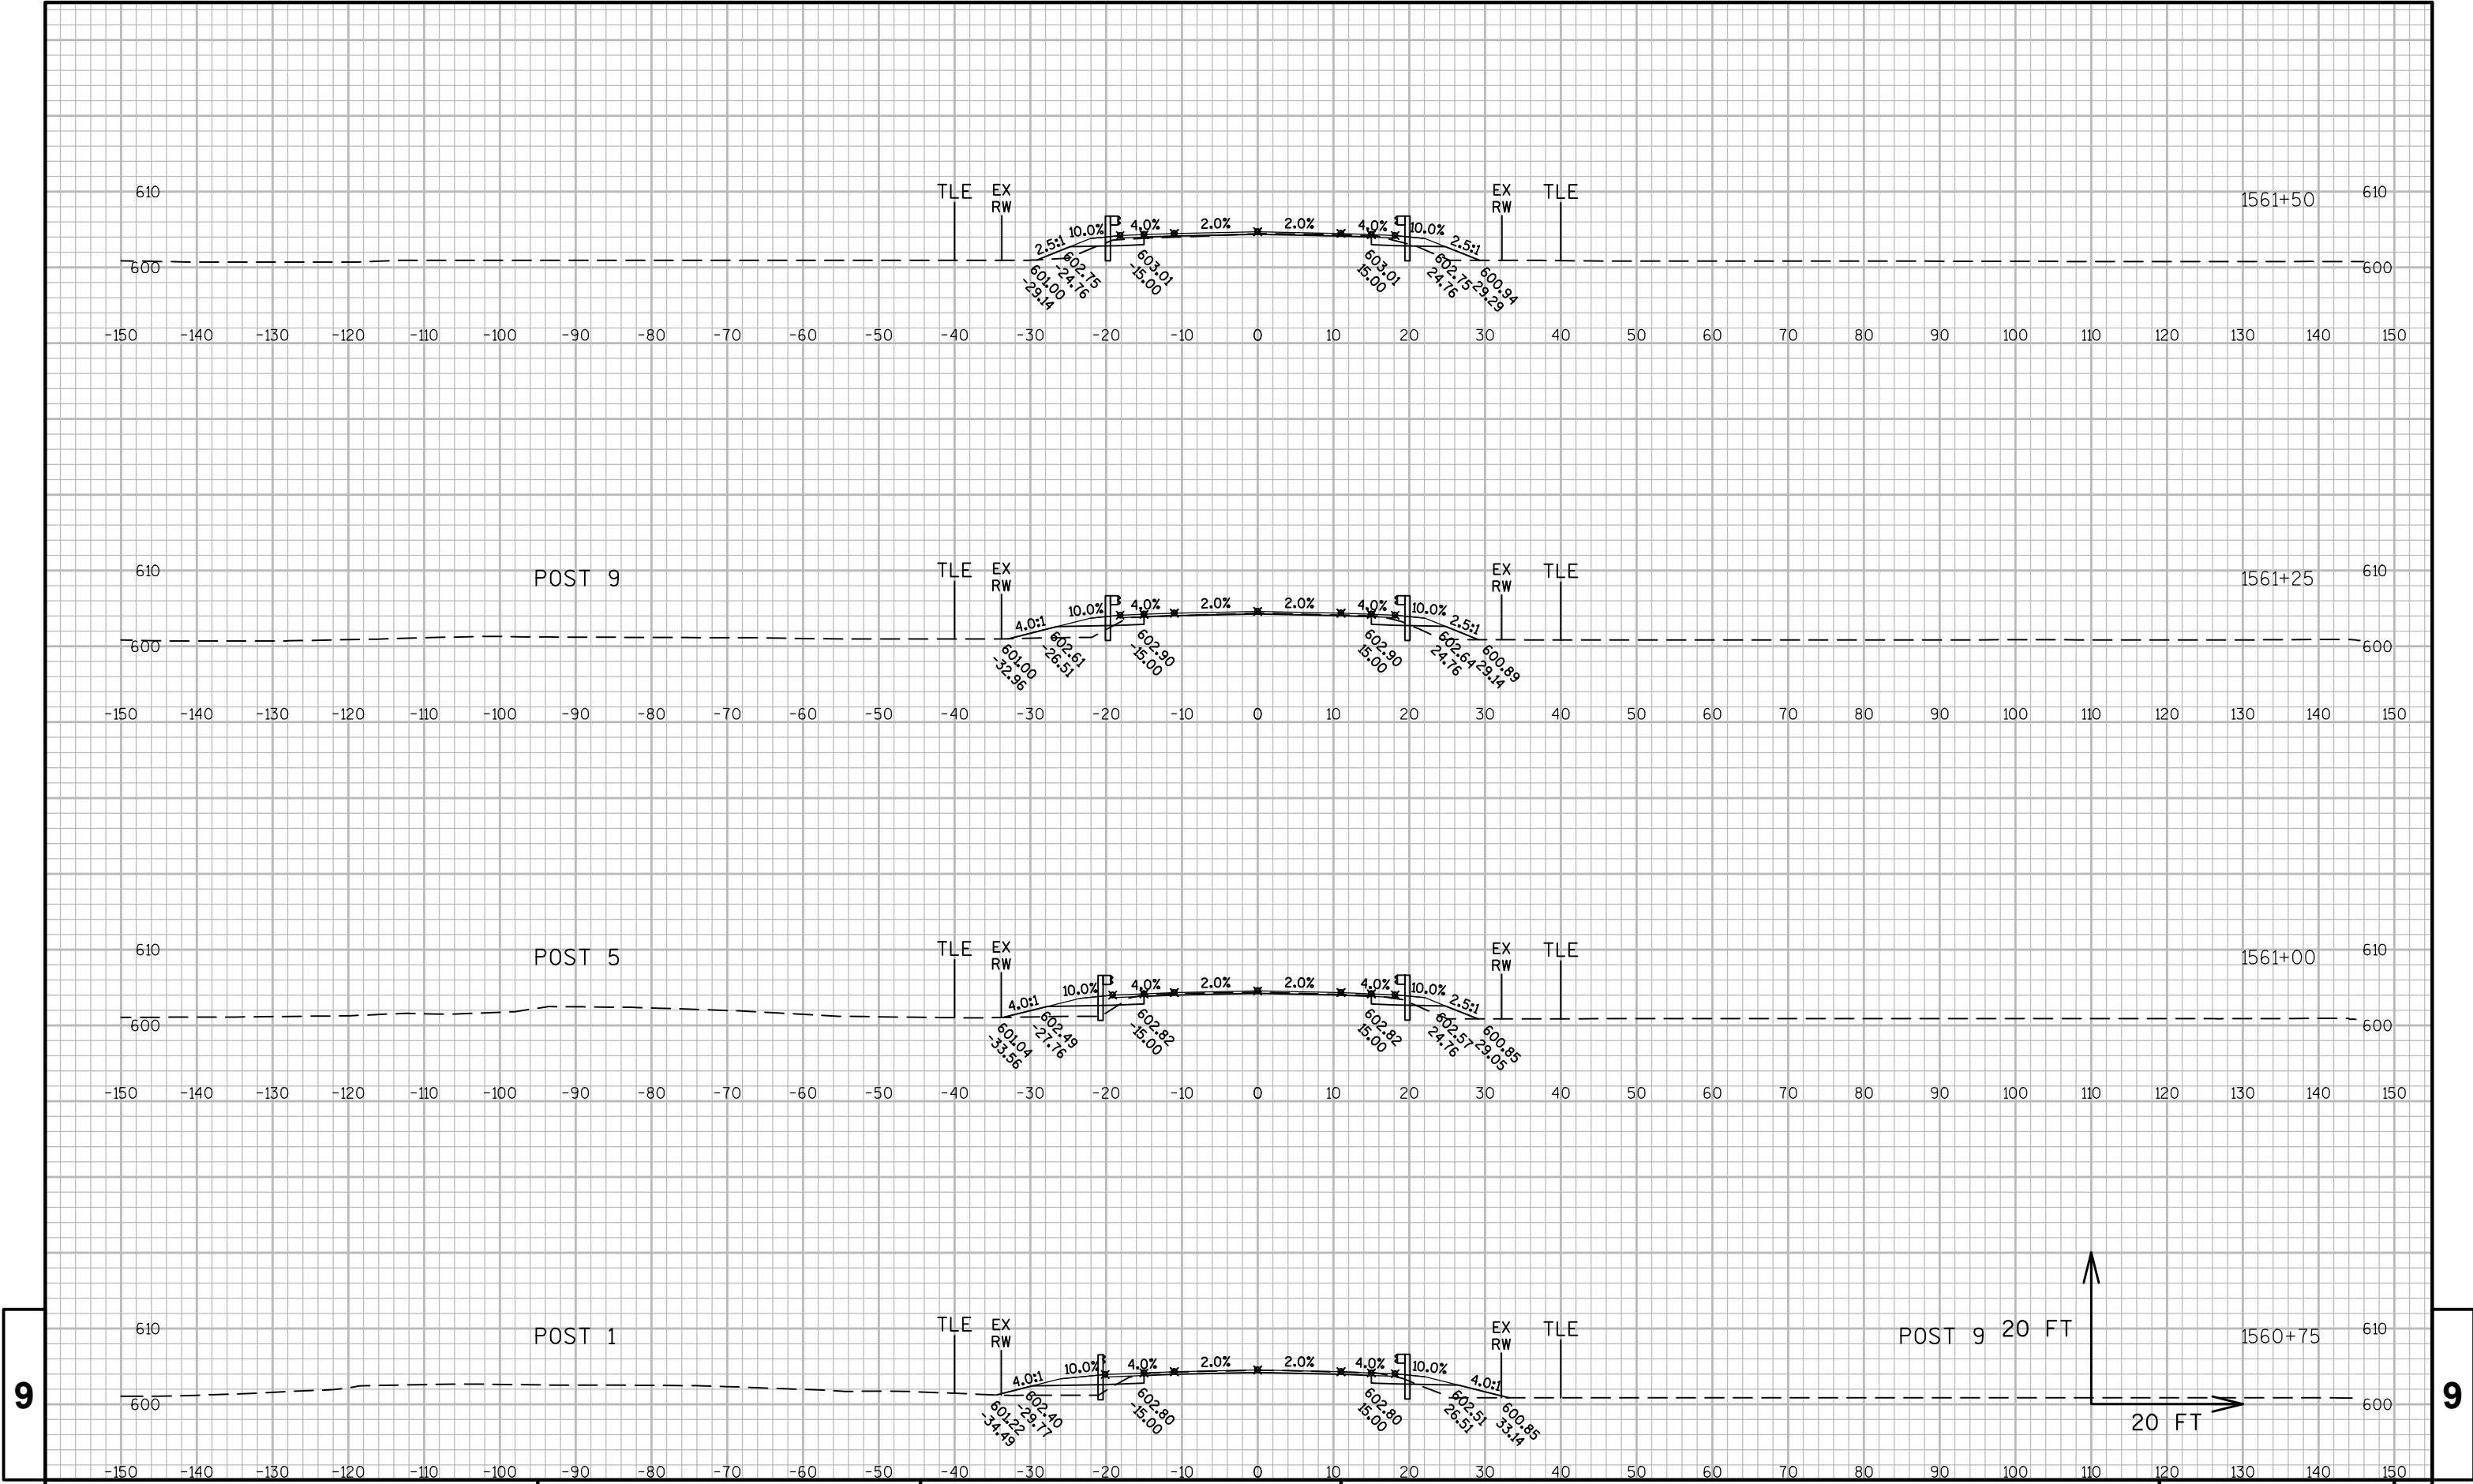 TLE EX EX TLE
610 RW RW 1561+50 610
2.5:1 10.0% 4.0% 2.0% 2.0% 4.0% 10.0% 2.5:1
600 600
601.00 602.75 603.01 603.01 602.75 600.94
-29.14 -24.76 -15.00 15.00 24.76 29.29
-150 -140 -130 -120 -110 -100 -90 -80 -70 -60 -50 -40 -30 -20 -10 0 10 20 30 40 50 60 70 80 90 100 110 120 130 140 150
TLE EX EX TLE
610 POST 9 RW RW 1561+25 610
4.0:1 10.0% 4.0% 2.0% 2.0% 4.0% 10.0% 2.5:1
600 600
601.00 602.61 602.90 602.90 602.64 600.89
-32.96 -26.51 -15.00 15.00 24.76 29.14
-150 -140 -130 -120 -110 -100 -90 -80 -70 -60 -50 -40 -30 -20 -10 0 10 20 30 40 50 60 70 80 90 100 110 120 130 140 150
TLE EX EX TLE
610 POST 5 RW RW 1561+00 610
4.0:1 10.0% 4.0% 2.0% 2.0% 4.0% 10.0% 2.5:1
600 600
601.04 602.49 602.82 602.82 602.57 600.85
-33.56 -27.76 -15.00 15.00 24.76 29.05
-150 -140 -130 -120 -110 -100 -90 -80 -70 -60 -50 -40 -30 -20 -10 0 10 20 30 40 50 60 70 80 90 100 110 120 130 140 150
TLE EX EX TLE
610 POST 1 RW RW POST 9 20 FT 1560+75 610
4.0:1 10.0% 4.0% 2.0% 2.0% 4.0% 10.0% 4.0:1
9 600 600 9
20 FT
601.22 602.40 602.80 602.80 602.51 600.85
-34.49 -29.77 -15.00 15.00 26.51 33.14
-150 -140 -130 -120 -110 -100 -90 -80 -70 -60 -50 -40 -30 -20 -10 0 10 20 30 40 50 60 70 80 90 100 110 120 130 140 150